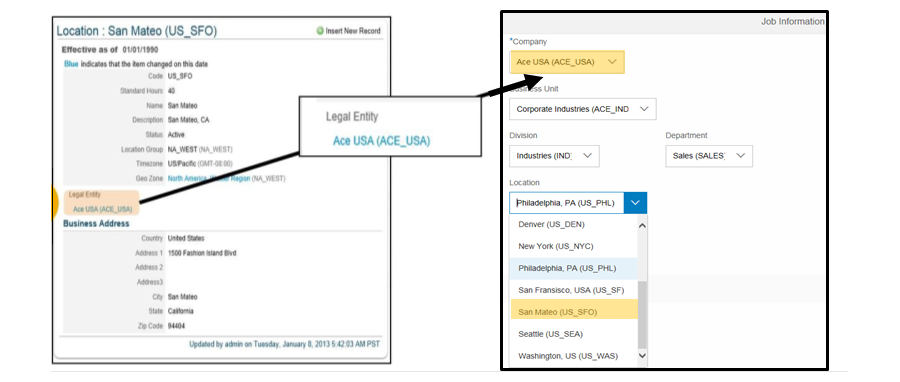 Location : San Mateo (US_SFO)
Insert New Record
Effective as of 01/01/1990
Blue indicates that the item changed on this date
Code US_SFO
Standard Hours 40
Name San Mateo
Description San Mateo, CA
Status Active
Location Group NA_WEST (NA_WEST)
Timezone US/Pacific (GMT-08:00)
Geo Zone North America, Region (NA_WEST)
Legal Entity
Ace USA (ACE_USA)
Business Address
Country United States
Address 1 1500 Fashion Island Blvd
Address 2
Address3
City San Mateo
State California
Zip Code 94404
Updated by admin on Tuesday, January 8, 2013 5:42:03 AM PST
Legal Entity
Ace USA (ACE_USA)
Job Information
*Company
Ace USA (ACE_USA)
Unit
Corporate Industries (ACE_IND
Division Department
Industries (IND) Sales (SALES)
Location
Philadelphia, PA (US_PHL)
Denver (US_DEN)
New York (US_NYC)
Philadelphia, PA (US_PHL)
San Fransisco, USA (US_SF)
San Mateo (US_SFO)
Seattle (US_SEA)
Washington, US (US_WAS)